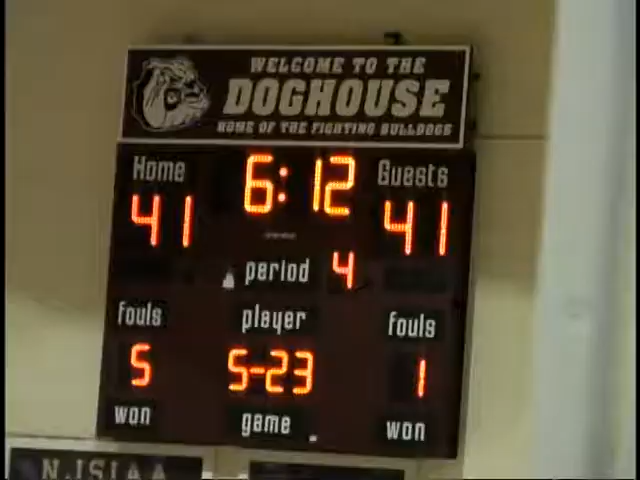 WELCOME TO THE
DOGHOUSE
HOME OF THE FIGHTING BULLDOGS
Home 6:12 Guests
41 41
period 4
fouls player fouls
5 5-23 1
won game won
NJSIAA